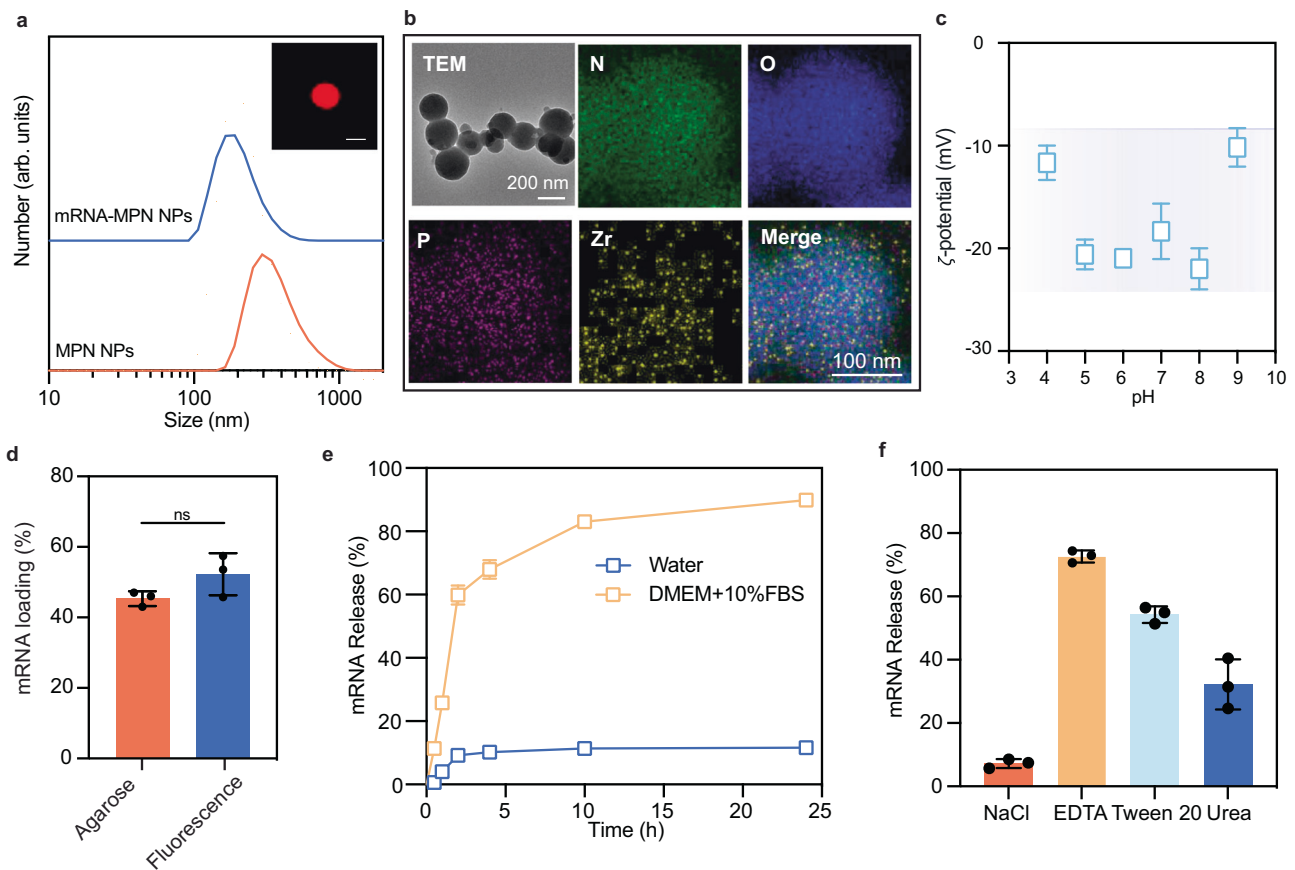 a
Number (arb. units)
mRNA-MPN NPs
MPN NPs
10 100 1000
Size (nm)
b
TEM
200 nm
N
O
P
Zr
Merge
100 nm
c
ζ-potential (mV)
0
-10
-20
-30
3 4 5 6 7 8 9 10
pH
d
mRNA loading (%)
80
60
40
20
0
ns
Agarose
Fluorescence
e
mRNA Release (%)
100
80
60
40
20
0
Water
DMEM+10%FBS
0 5 10 15 20 25
Time (h)
f
mRNA Release (%)
100
80
60
40
20
0
NaCl EDTA Tween 20 Urea